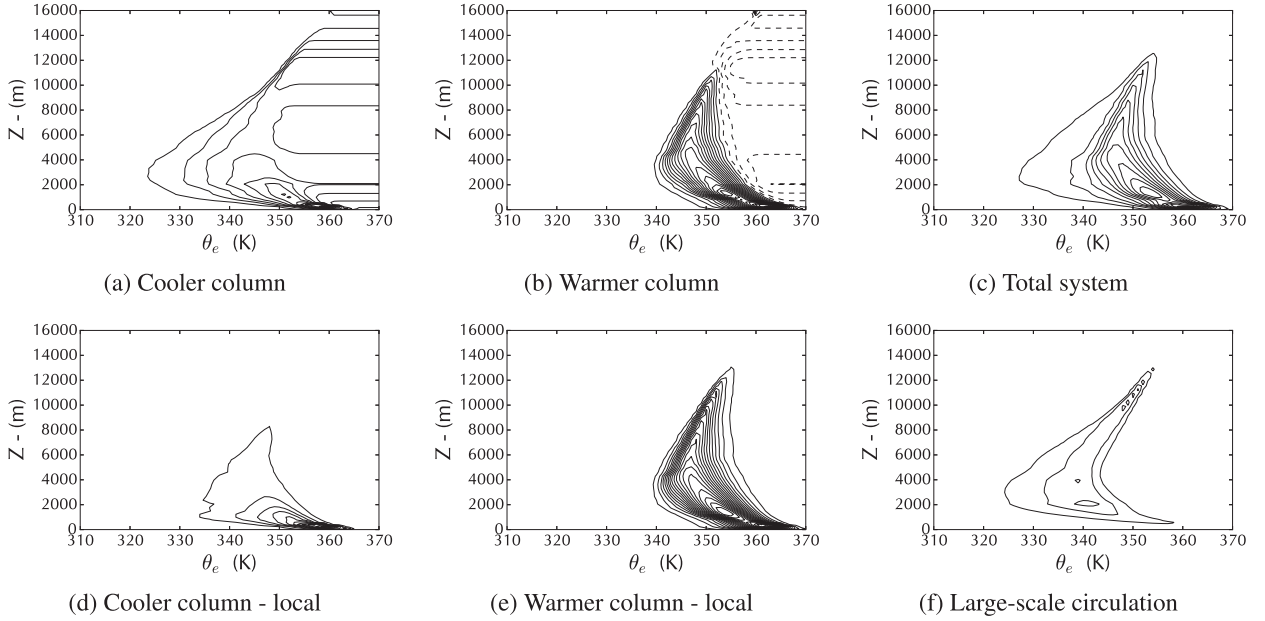 16000
14000
12000
10000
8000
6000
4000
2000
0
Z - (m)
310 320 330 340 350 360 370
θe (K)
(a) Cooler column
16000
14000
12000
10000
8000
6000
4000
2000
0
Z - (m)
310 320 330 340 350 360 370
θe (K)
(b) Warmer column
16000
14000
12000
10000
8000
6000
4000
2000
0
Z - (m)
310 320 330 340 350 360 370
θe (K)
(c) Total system
16000
14000
12000
10000
8000
6000
4000
2000
0
Z - (m)
310 320 330 340 350 360 370
θe (K)
(d) Cooler column - local
16000
14000
12000
10000
8000
6000
4000
2000
0
Z - (m)
310 320 330 340 350 360 370
θe (K)
(e) Warmer column - local
16000
14000
12000
10000
8000
6000
4000
2000
0
Z - (m)
310 320 330 340 350 360 370
θe (K)
(f) Large-scale circulation